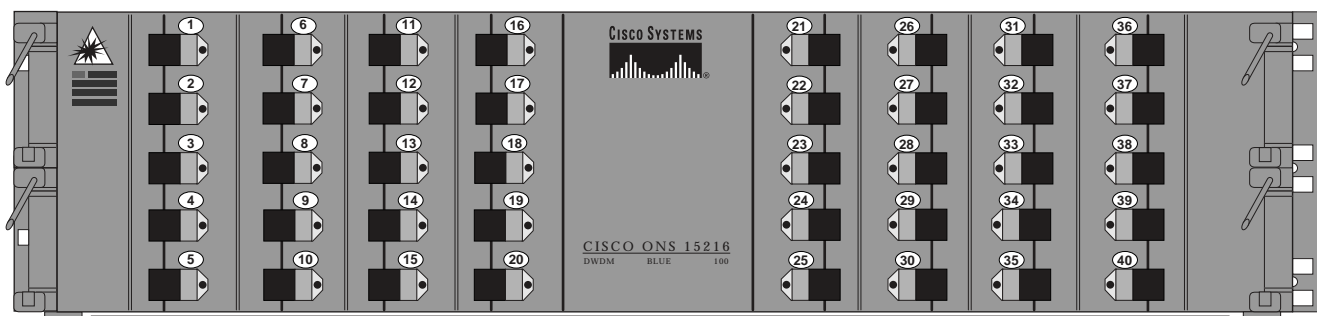 1 6 11 16 CISCO SYSTEMS 21 26 31 36
®
2 7 12 17 22 27 32 37
3 8 13 18 23 28 33 38
4 9 14 19 24 29 34 39
CISCO ONS 15216
DWDM BLUE 100
5 10 15 20 25 30 35 40